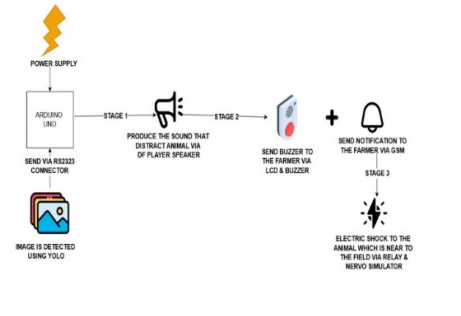 POWER SUPPLY
ARDUINO
UNO
STAGE 1
STAGE 2
PRODUCE THE SOUND THAT
DISTRACT ANIMAL VIA
DF PLAYER SPEAKER
SEND BUZZER TO
THE FARMER VIA
LCD & BUZZER
SEND NOTIFICATION TO
THE FARMER VIA GSM
SEND VIA RS2323
CONNECTOR
STAGE 3
IMAGE IS DETECTED
USING YOLO
ELECTRIC SHOCK TO THE
ANIMAL WHICH IS NEAR TO
THE FIELD VIA RELAY &
NERVO SIMULATOR